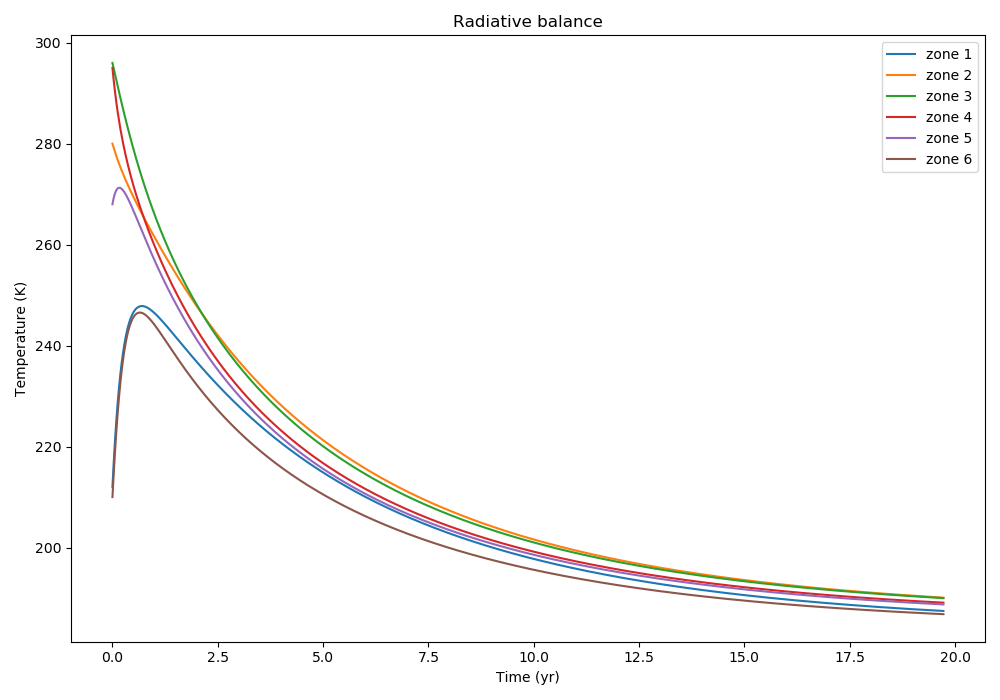 Radiative balance
300
280
260
240
220
200
Temperature (K)
zone 1
zone 2
zone 3
zone 4
zone 5
zone 6
0.0 2.5 5.0 7.5 10.0 12.5 15.0 17.5 20.0
Time (yr)